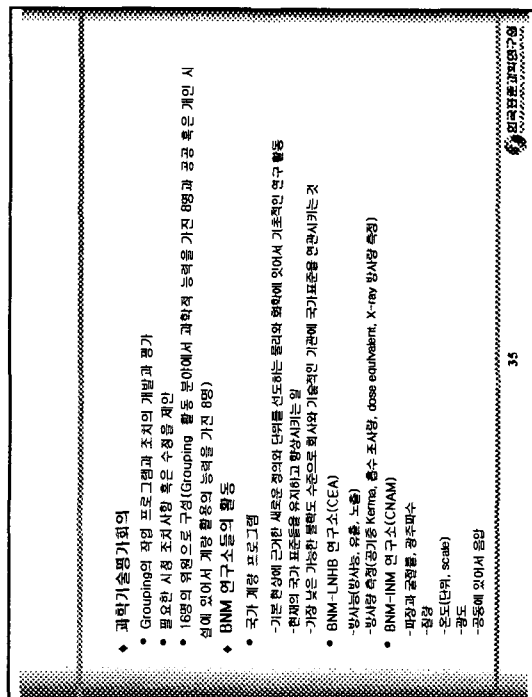 ◆ 과학기술평가회의
• Grouping의 작업 프로그램과 조치의 개발과 평가
• 필요한 시정 조치사항 혹은 수정을 제안
• 16명의 위원으로 구성(Grouping 활동 분야에서 과학적 능력을 가진 8명과 공공 혹은 개인 시
설에 있어서 계량 활용의 능력을 가진 8명)
◆ BNM 연구소들의 활동
• 국가 계량 프로그램
-기본 현상에 근거한 새로운 정의와 단위를 선도하는 물리와 화학에 있어서 기초적인 연구 활동
-현재의 국가 표준들을 유지하고 향상시키는 일
-가장 낮은 가능한 불확도 수준으로 회사와 기술적인 기관에 국가표준을 연관시키는 것
• BNM-LNHB 연구소(CEA)
-방사능(방사능, 유출, 노출)
-방사량 측정(공기중 Kerma, 흡수 조사량, dose equivalent, X-ray 방사량 측정)
• BNM-INM 연구소(CNAM)
-파장과 굴절률, 광주파수
-질량
-온도(단위, scale)
-광도
-공동에 있어서 음압
35
한국표준과학연구원